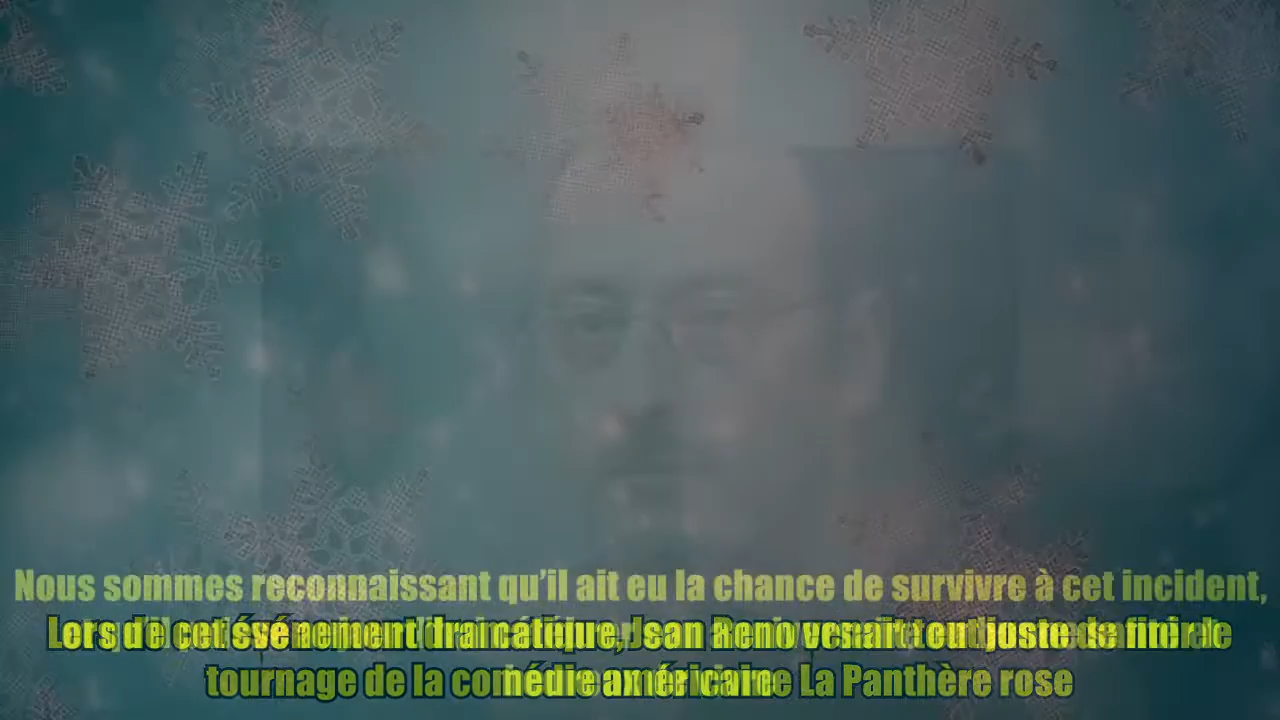 Nous sommes reconnaissant qu’il ait eu la chance de survivre à cet incident,
Lors de cet événement dramatique, Jean Reno venait tout juste de finir le
tournage de la comédie américaine La Panthère rose